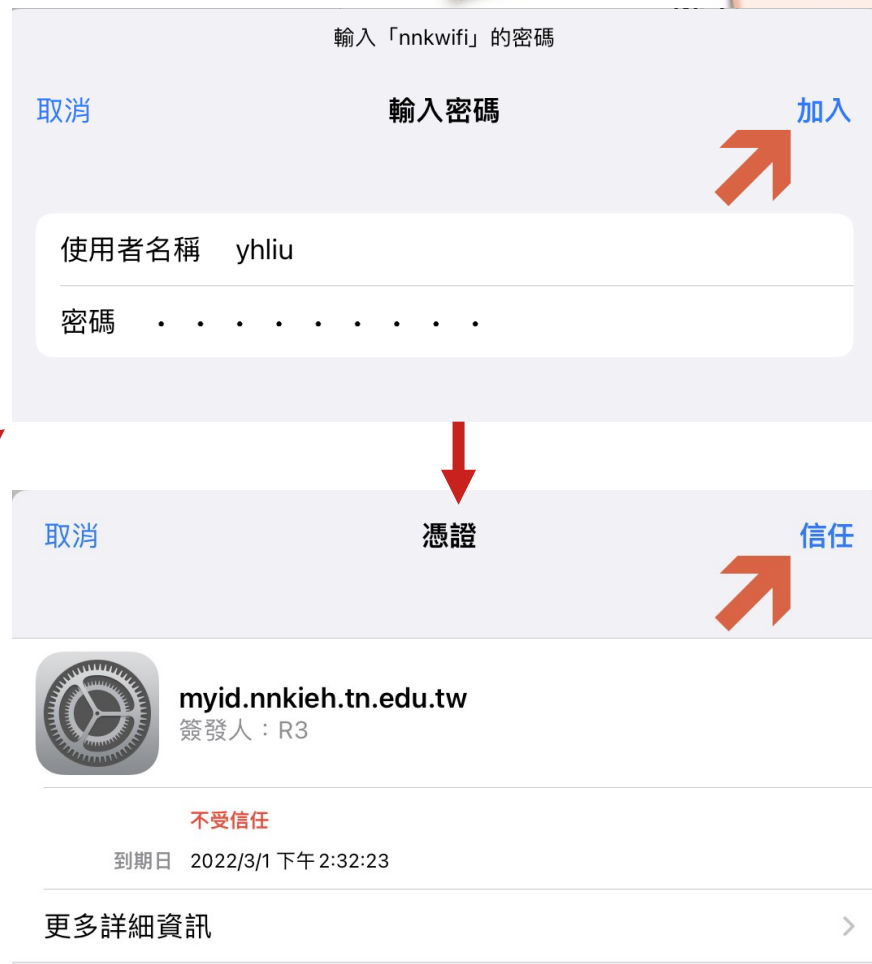 輸入「nnkwifi」的密碼
取消 輸入密碼 加入
使用者名稱 yhliu
密碼 • • • • • • • • •
取消 憑證 信任
myid.nnkieh.tn.edu.tw
簽發人：R3
不受信任
到期日 2022/3/1 下午2:32:23
更多詳細資訊